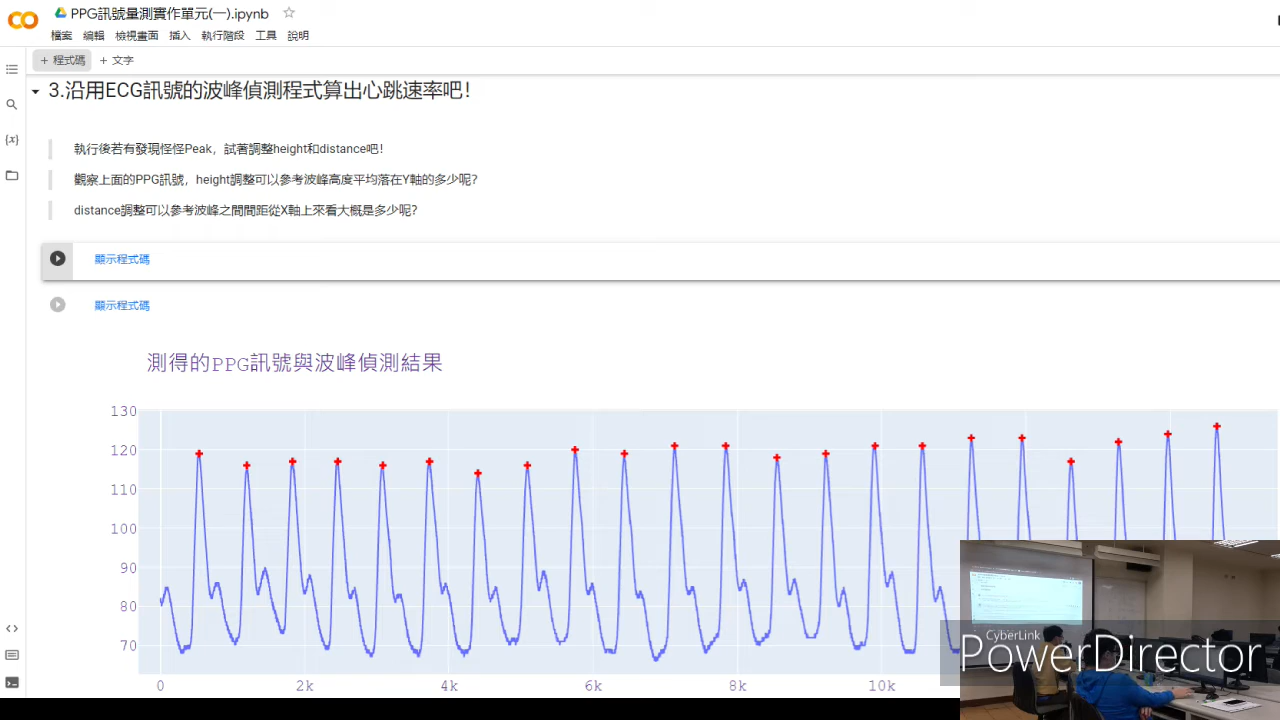 PPG訊號量測實作單元(一).ipynb
檔案 編輯 檢視畫面 插入 執行階段 工具 說明
+ 程式碼 + 文字
3.沿用ECG訊號的波峰偵測程式算出心跳速率吧!
執行後若有發現怪怪Peak，試著調整height和distance吧!
觀察上面的PPG訊號，height調整可以參考波峰高度平均落在Y軸的多少呢?
distance調整可以參考波峰之間間距從X軸上來看大概是多少呢?
顯示程式碼
顯示程式碼
測得的PPG訊號與波峰偵測結果
130
120
110
100
90
80
70
0 2k 4k 6k 8k 10k
CyberLink
PowerDirector